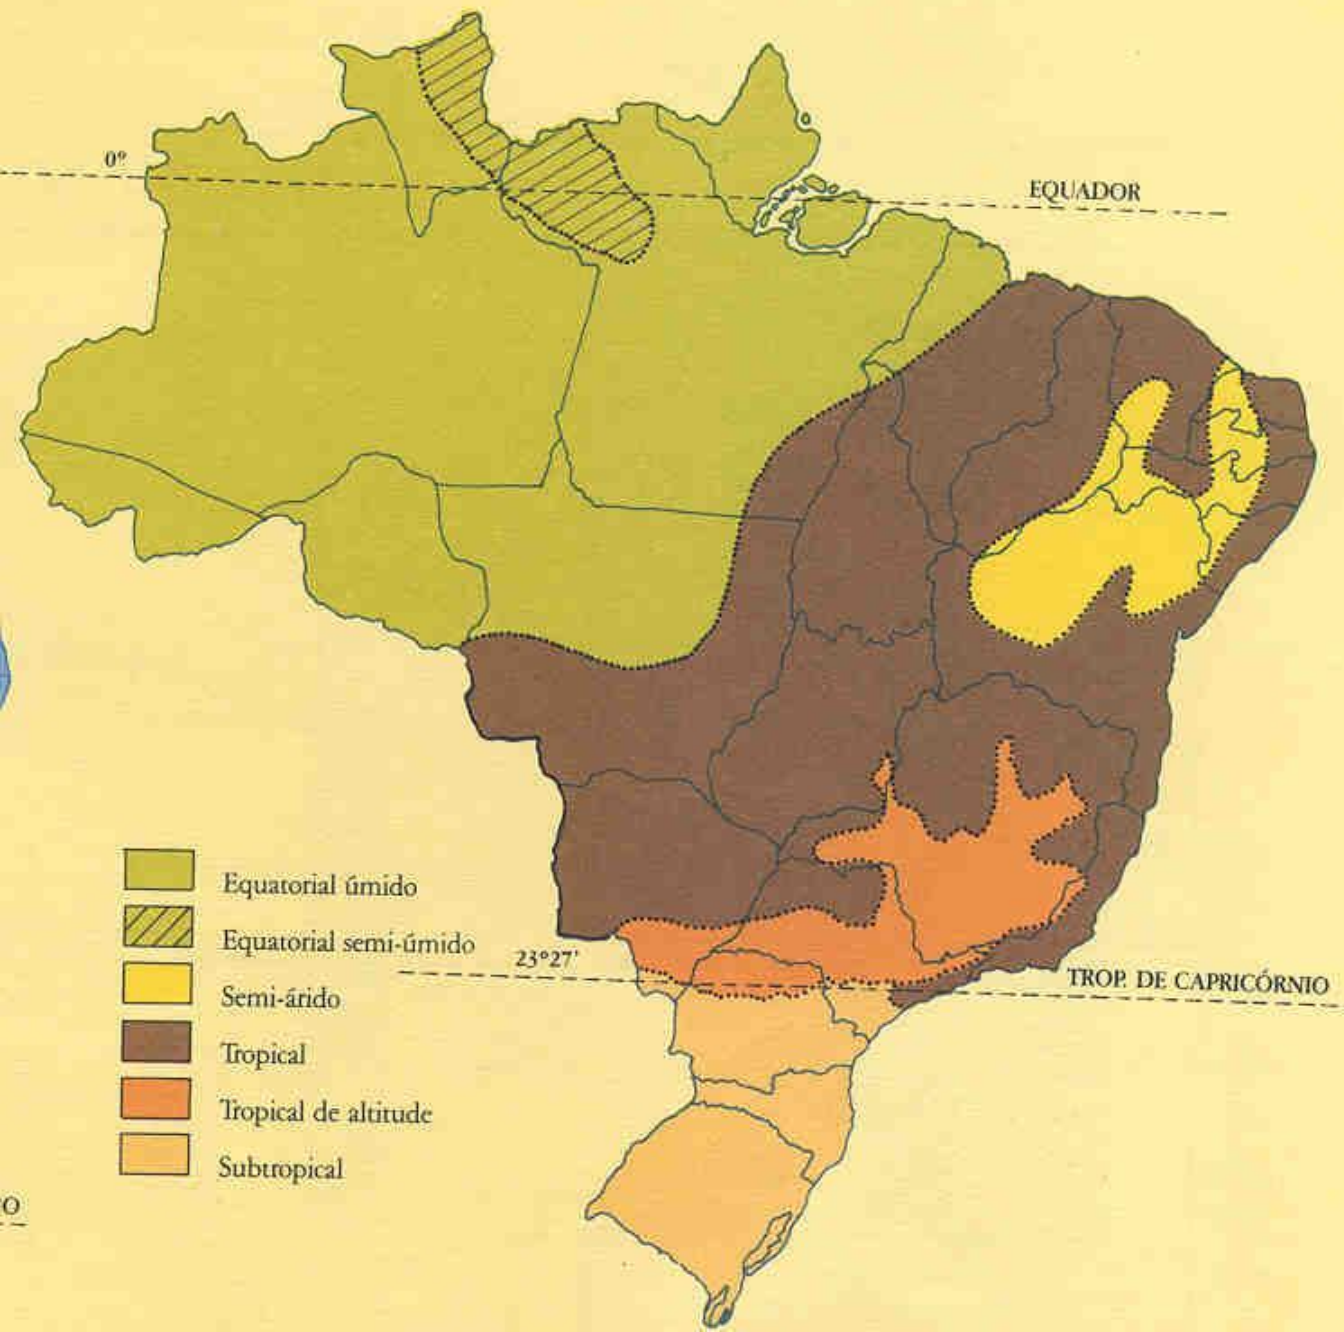 0°
EQUADOR
Equatorial úmido
Equatorial semi-úmido
Semi-árido
Tropical
Tropical de altitude
Subtropical
23°27'
TROP. DE CAPRICÓRNIO